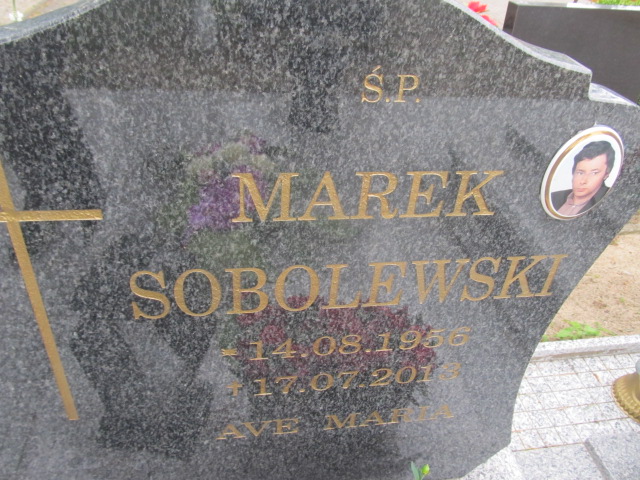 Ś.P.
MAREK
SOBOLEWSKI
* 14.08.1956
† 17.07.2013
AVE MARIA